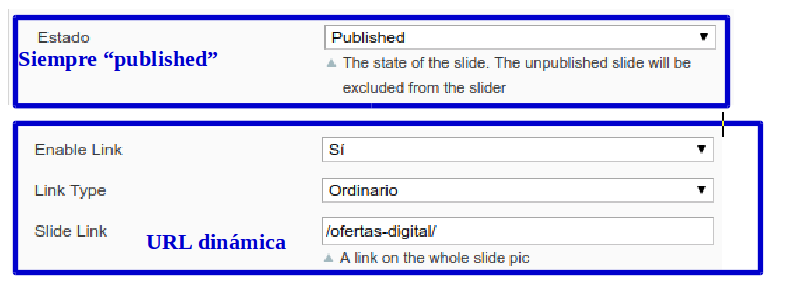 Estado
Published
Siempre “published”
The state of the slide. The unpublished slide will be
excluded from the slider
Enable Link
Sí
Link Type
Ordinario
Slide Link
/ofertas-digital/
URL dinámica
A link on the whole slide pic